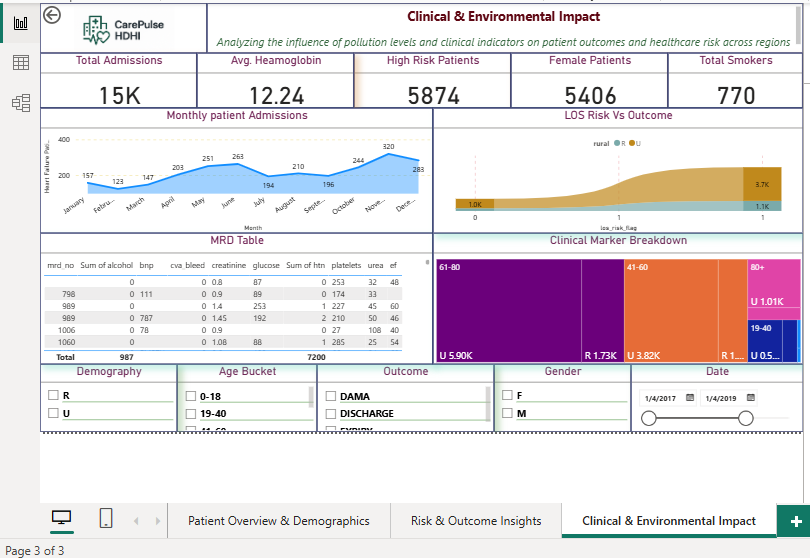 CarePulse
HDHI
Clinical & Environmental Impact
Analyzing the influence of pollution levels and clinical indicators on patient outcomes and healthcare risk across regions
Total Admissions
Avg. Heamoglobin
High Risk Patients
Female Patients
Total Smokers
15K
12.24
5874
5406
770
Monthly patient Admissions
400
200
Heart Failure Pati...
157
123
147
203
251
263
194
210
196
244
320
283
January
Febru...
March
April
May
June
July
August
Septe...
October
Nove...
Dece...
Month
LOS Risk Vs Outcome
rural R U
1.0K
3.7K
1.1K
0
1
1
los_risk_flag
MRD Table
mrd_no Sum of alcohol bnp cva_bleed creatinine glucose Sum of htn platelets urea ef
0 0 0.8 87 0 253 32 48
798 0 111 0 0.9 89 0 174 33
989 0 0 1.4 253 1 227 45 60
989 0 787 0 1.45 192 2 210 50 46
1006 0 78 0 0.9 0 27 108 40
1060 0 0 1.08 88 1 285 25 54
Total 987 7200
Clinical Marker Breakdown
61-80
U 5.90K
R 1.73K
41-60
U 3.82K
R 1....
80+
U 1.01K
19-40
U 0.5...
Demography
R
U
Age Bucket
0-18
19-40
41-60
Outcome
DAMA
DISCHARGE
EXPIRY
Gender
F
M
Date
1/4/2017
1/4/2019
Patient Overview & Demographics
Risk & Outcome Insights
Clinical & Environmental Impact
+
Page 3 of 3